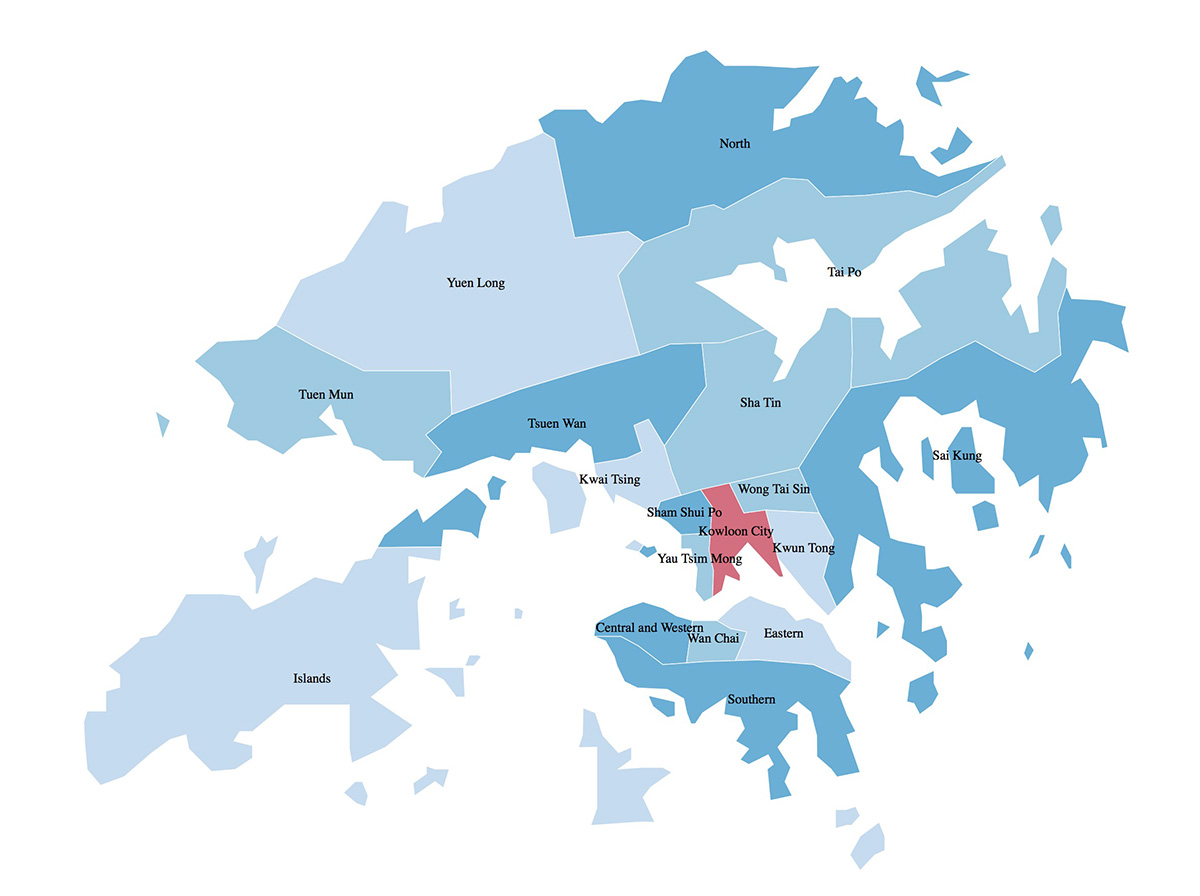 North
Yuen Long
Tai Po
Tuen Mun
Sha Tin
Tsuen Wan
Sai Kung
Kwai Tsing
Wong Tai Sin
Sham Shui Po
Kowloon City
Kwun Tong
Yau Tsim Mong
Central and Western
Wan Chai
Eastern
Islands
Southern